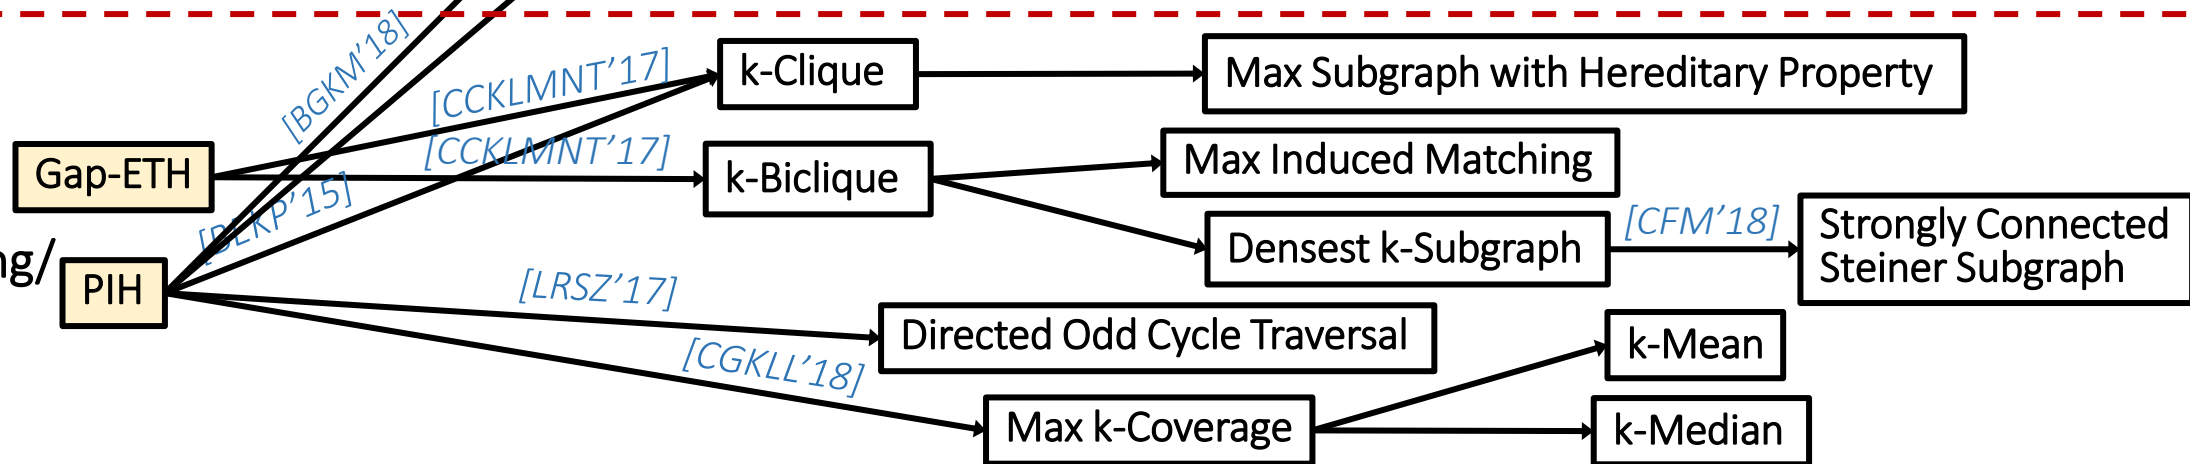 [BGKM'18]
[CCKLMNT'17]
k-Clique
Max Subgraph with Hereditary Property
Gap-ETH
[CCKLMNT'17]
k-Biclique
Max Induced Matching
[BEKP'15]
Densest k-Subgraph
[CFM'18]
Strongly Connected
Steiner Subgraph
ng/
PIH
[LRSZ'17]
Directed Odd Cycle Traversal
[CGKLL'18]
k-Mean
Max k-Coverage
k-Median